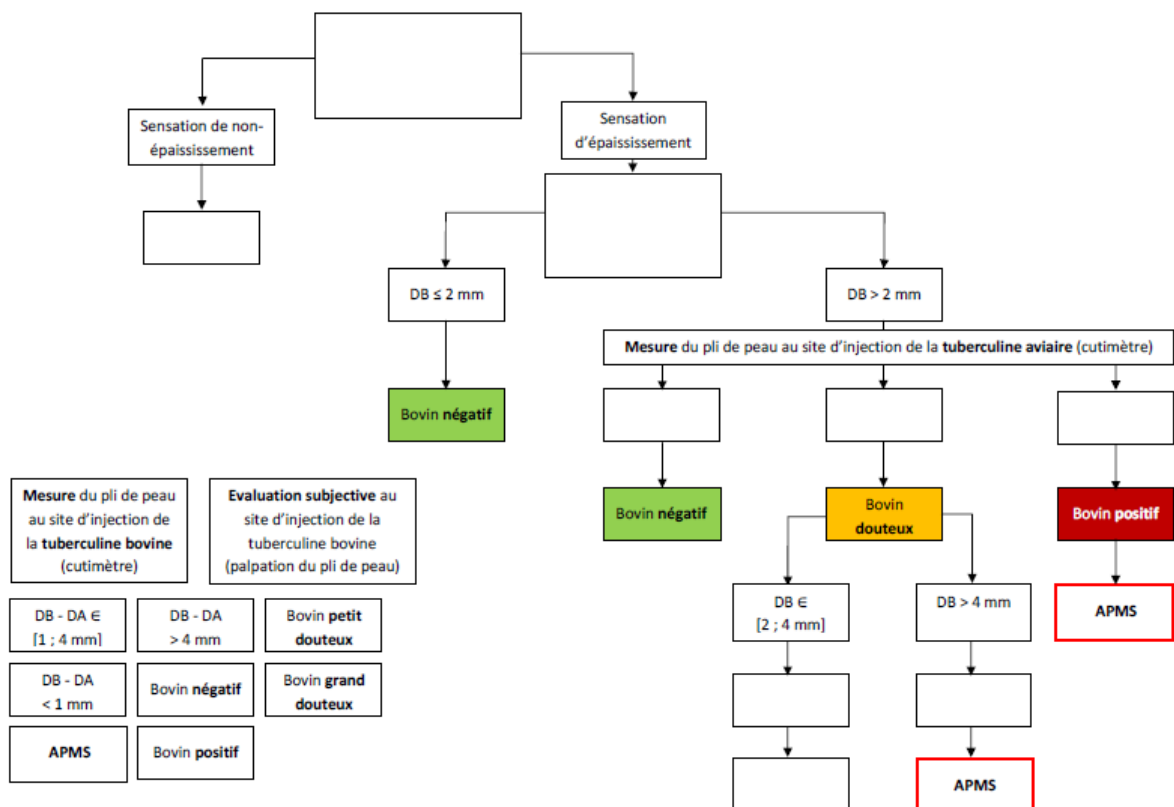 Sensation de non-
épaississement
Sensation
d'épaississement
DB ≤ 2 mm
DB > 2 mm
Mesure du pli de peau au site d'injection de la tuberculine aviaire (cutimètre)
Bovin négatif
Bovin négatif
Bovin
douteux
Bovin positif
DB ∈
[2 ; 4 mm]
DB > 4 mm
APMS
APMS
Mesure du pli de peau
au site d'injection de
la tuberculine bovine
(cutimètre)
Evaluation subjective au
site d'injection de la
tuberculine bovine
(palpation du pli de peau)
DB - DA ∈
[1 ; 4 mm]
DB - DA
> 4 mm
Bovin petit
douteux
DB - DA
< 1 mm
Bovin négatif
Bovin grand
douteux
APMS
Bovin positif